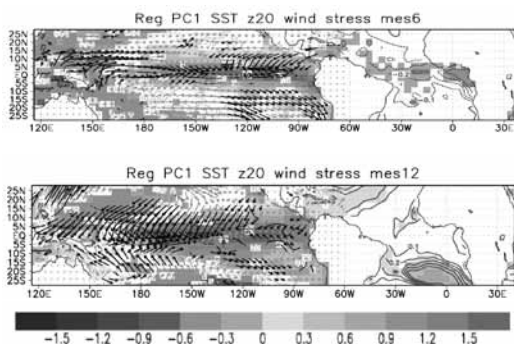 Reg PC1 SST z20 wind stress mes6
25N
20N
15N
10N
5N
EQ
5S
10S
15S
20S
25S
120E 150E 180 150W 120W 90W 60W 30W 0 30E
Reg PC1 SST z20 wind stress mes12
25N
20N
15N
10N
5N
EQ
5S
10S
15S
20S
25S
120E 150E 180 150W 120W 90W 60W 30W 0 30E
-1.5 -1.2 -0.9 -0.6 -0.3 0 0.3 0.6 0.9 1.2 1.5